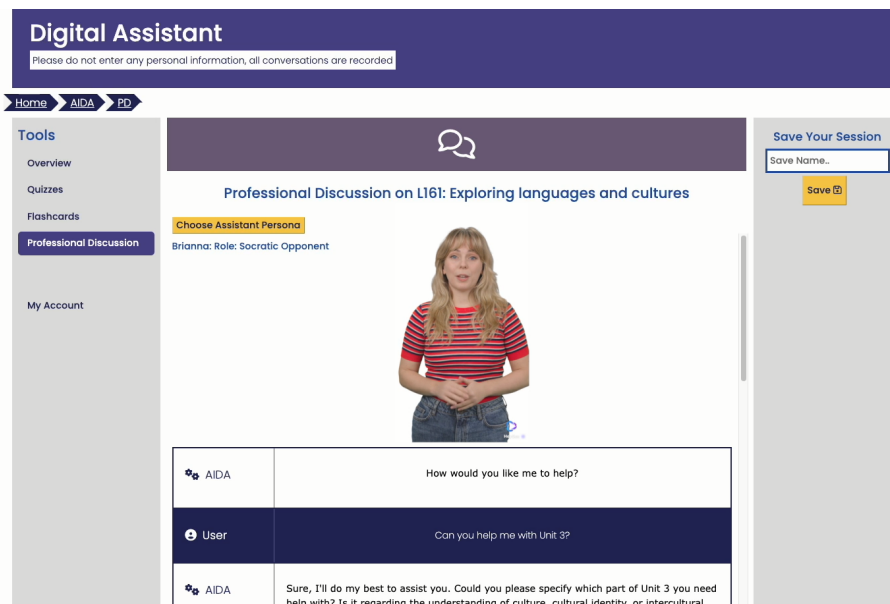 Digital Assistant
Please do not enter any personal information, all conversations are recorded
Home AIDA PD
Tools
Overview
Quizzes
Flashcards
Professional Discussion
My Account
Professional Discussion on L161: Exploring languages and cultures
Choose Assistant Persona
Brianna: Role: Socratic Opponent
AIDA
How would you like me to help?
User
Can you help me with Unit 3?
AIDA
Sure, I'll do my best to assist you. Could you please specify which part of Unit 3 you need
help with? Is it regarding the understanding of culture, cultural identity, or intercultural
Save Your Session
Save Name..
Save